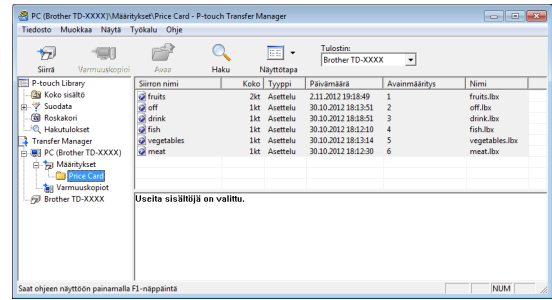 PC (Brother TD-XXXX)\Määritykset\Price Card - P-touch Transfer Manager
Tiedosto Muokkaa Näytä Työkalu Ohje
Siirrä Varmuuskopioi Avaa Haku Näyttötapa
Tulostin:
Brother TD-XXXX
P-touch Library
Koko sisältö
Suodata
Roskakori
Hakutulokset
Transfer Manager
PC (Brother TD-XXXX)
Määritykset
Price Card
Varmuuskopiot
Brother TD-XXXX
Siirron nimi Koko Tyyppi Päivämäärä Avainmääritys Nimi
fruits 2kt Asettelu 2.11.2012 19:18:49 1 fruits.lbx
off 1kt Asettelu 30.10.2012 18:13:51 2 off.lbx
drink 1kt Asettelu 30.10.2012 18:18:51 3 drink.lbx
fish 1kt Asettelu 30.10.2012 18:12:10 4 fish.lbx
vegetables 1kt Asettelu 30.10.2012 18:13:14 5 vegetables.lbx
meat 1kt Asettelu 30.10.2012 18:12:30 6 meat.lbx
Useita sisältöjä on valittu.
Saat ohjeen näyttöön painamalla F1-näppäintä
NUM